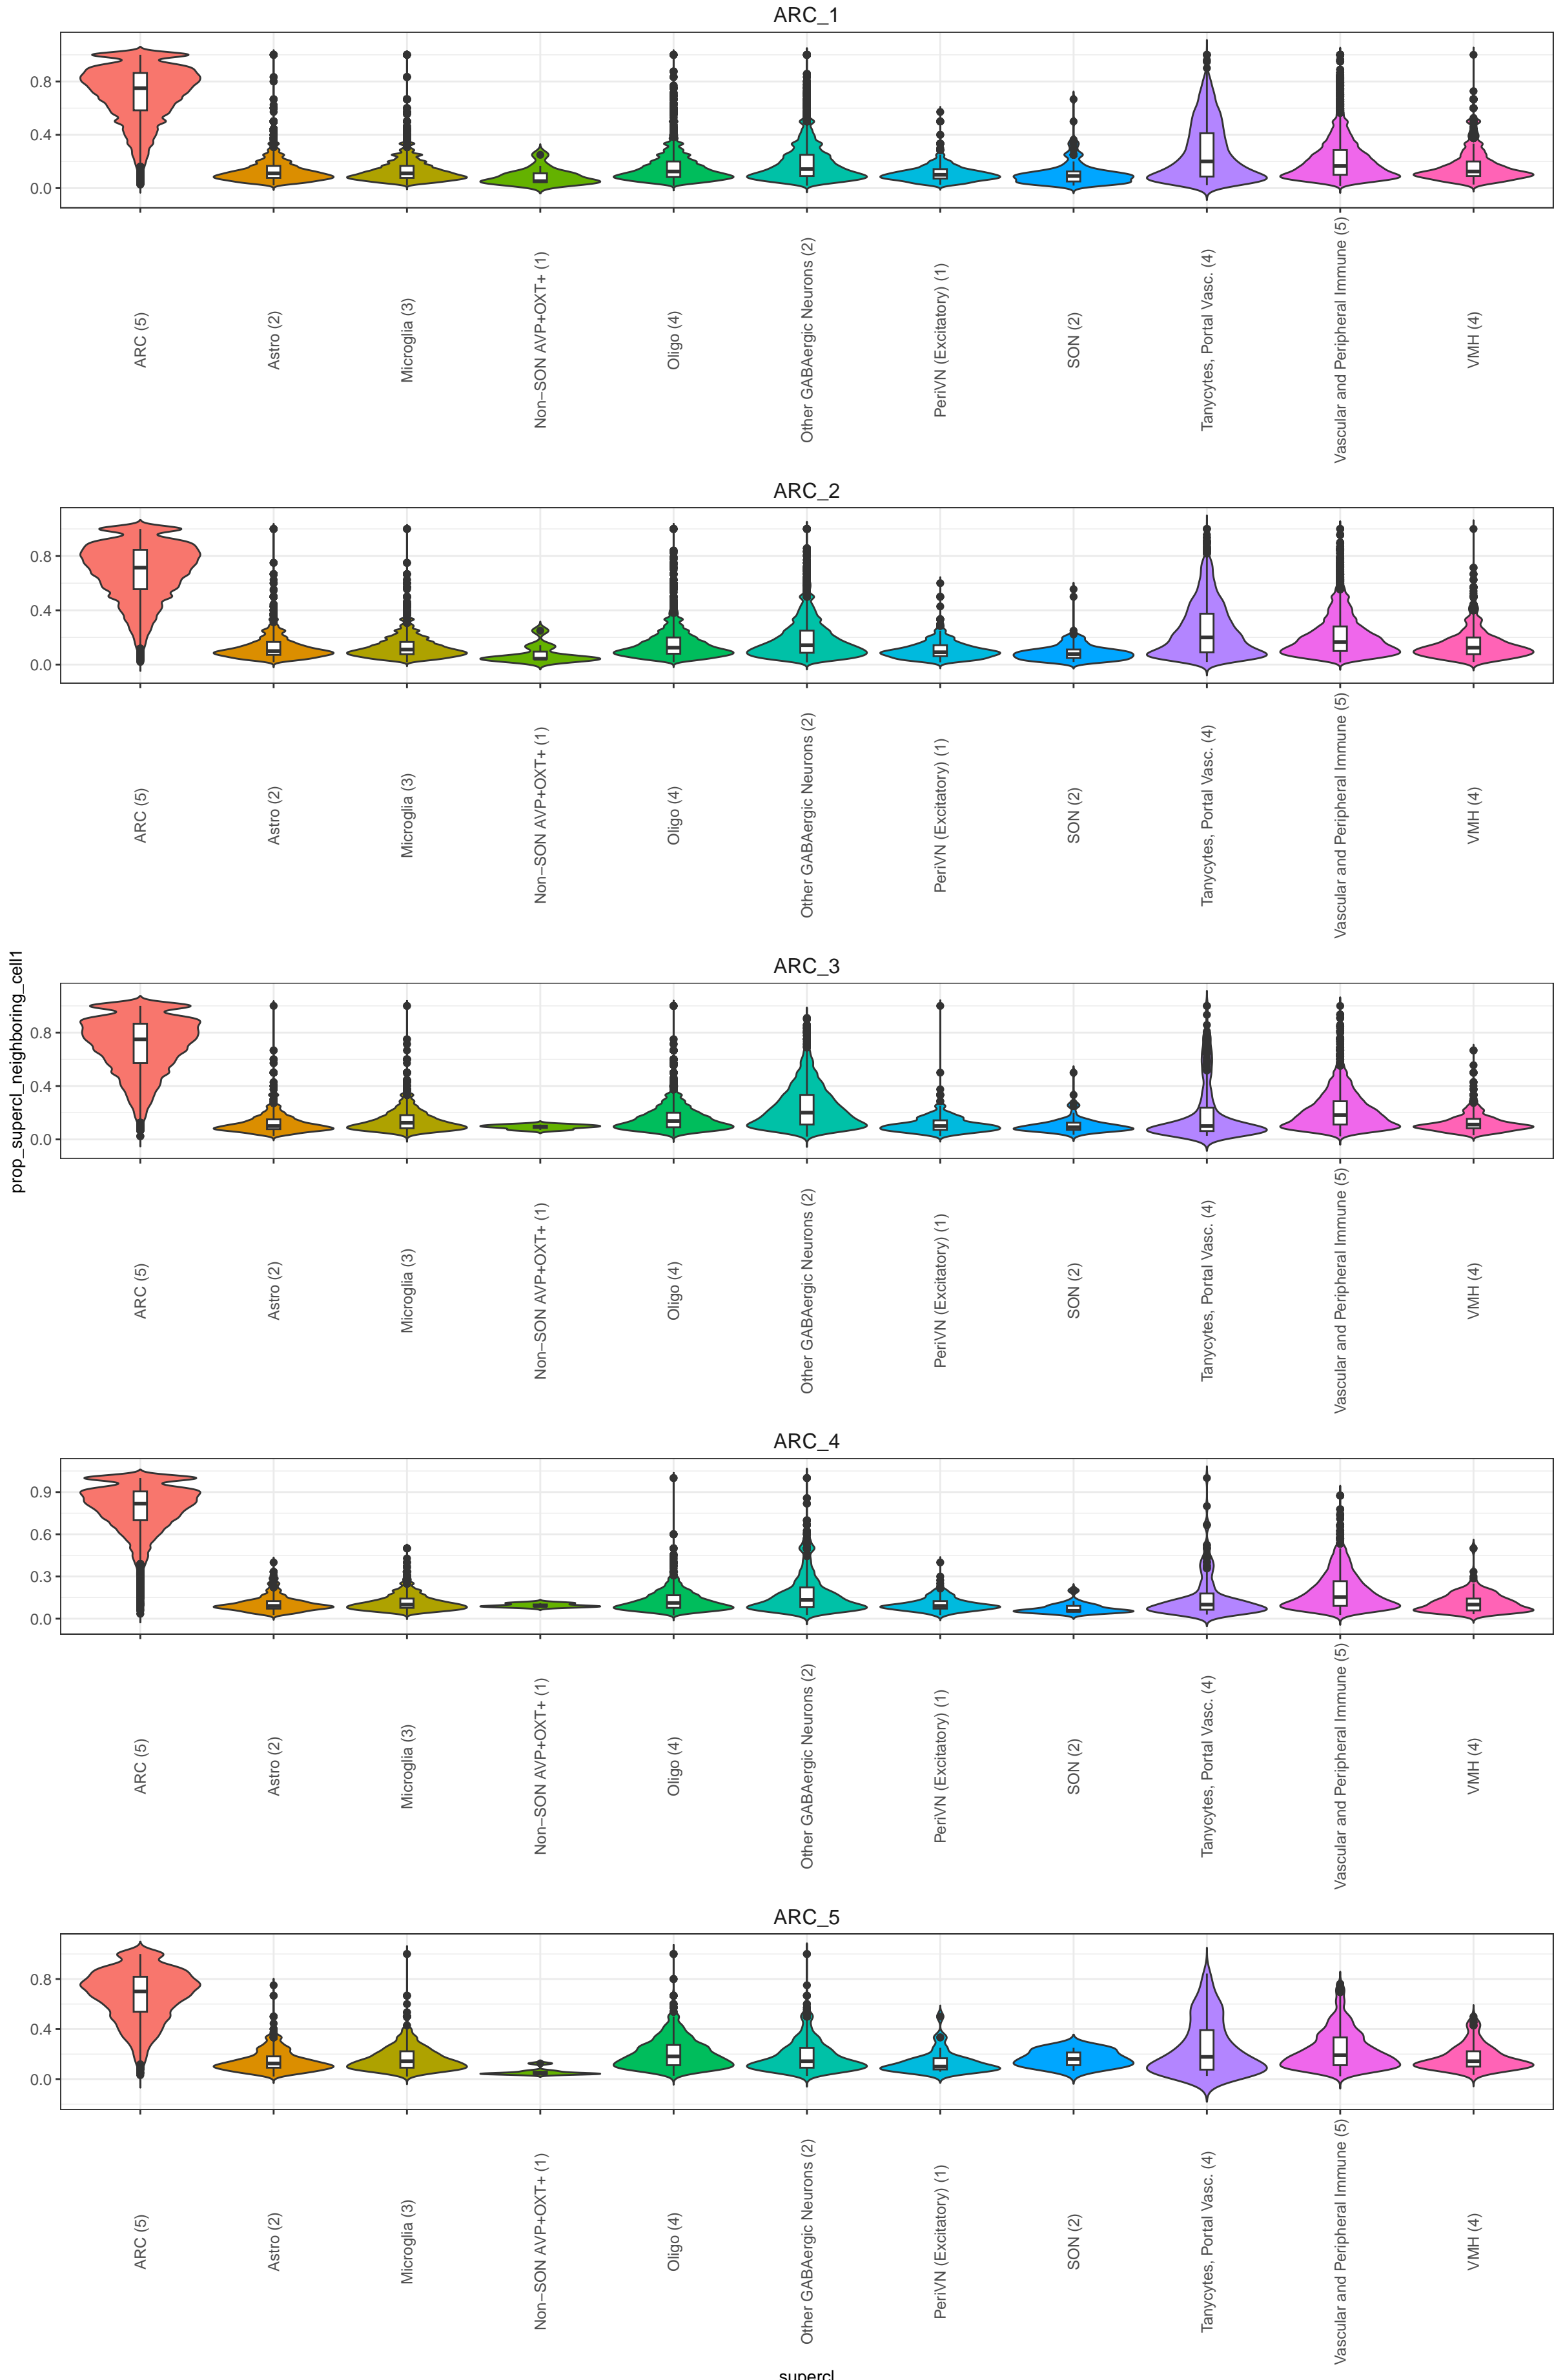 ARC_1
0.8
0.4
0.0
ARC (5)
Astro (2)
Microglia (3)
Non−SON AVP+OXT+ (1)
Oligo (4)
Other GABAergic Neurons (2)
PeriVN (Excitatory) (1)
SON (2)
Tanycytes, Portal Vasc. (4)
Vascular and Peripheral Immune (5)
VMH (4)
ARC_2
0.8
0.4
0.0
ARC (5)
Astro (2)
Microglia (3)
Non−SON AVP+OXT+ (1)
Oligo (4)
Other GABAergic Neurons (2)
PeriVN (Excitatory) (1)
SON (2)
Tanycytes, Portal Vasc. (4)
Vascular and Peripheral Immune (5)
VMH (4)
prop_supercl_neighboring_cell1
ARC_3
0.8
0.4
0.0
ARC (5)
Astro (2)
Microglia (3)
Non−SON AVP+OXT+ (1)
Oligo (4)
Other GABAergic Neurons (2)
PeriVN (Excitatory) (1)
SON (2)
Tanycytes, Portal Vasc. (4)
Vascular and Peripheral Immune (5)
VMH (4)
ARC_4
0.9
0.6
0.3
0.0
ARC (5)
Astro (2)
Microglia (3)
Non−SON AVP+OXT+ (1)
Oligo (4)
Other GABAergic Neurons (2)
PeriVN (Excitatory) (1)
SON (2)
Tanycytes, Portal Vasc. (4)
Vascular and Peripheral Immune (5)
VMH (4)
ARC_5
0.8
0.4
0.0
ARC (5)
Astro (2)
Microglia (3)
Non−SON AVP+OXT+ (1)
Oligo (4)
Other GABAergic Neurons (2)
PeriVN (Excitatory) (1)
SON (2)
Tanycytes, Portal Vasc. (4)
Vascular and Peripheral Immune (5)
VMH (4)
supercl